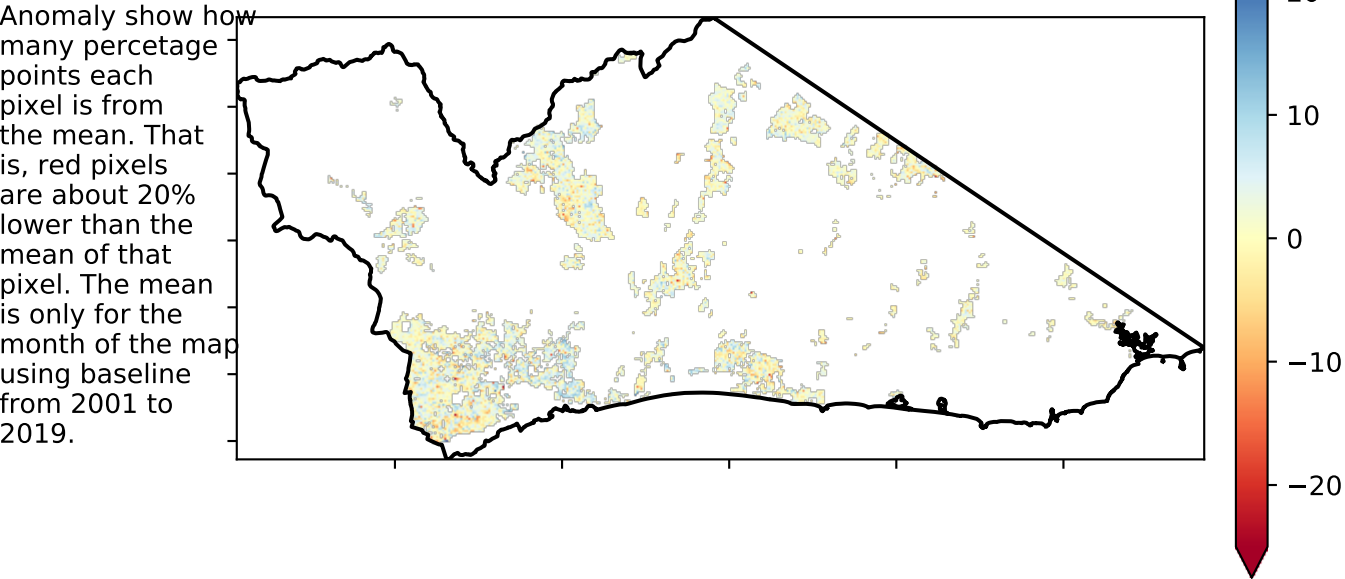 Anomaly show how
many percetage
points each
pixel is from
the mean. That
is, red pixels
are about 20%
lower than the
mean of that
pixel. The mean
is only for the
month of the map
using baseline
from 2001 to
2019.
10
0
−10
−20